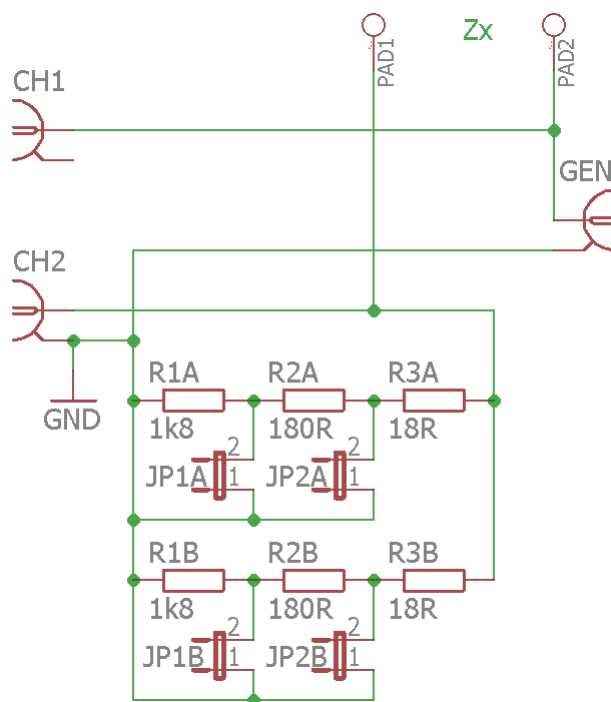 Zx
PAD1
PAD2
CH1
GEN
CH2
GND
R1A R2A R3A
1k8 180R 18R
JP1A 2 1 JP2A 2 1
R1B R2B R3B
1k8 180R 18R
JP1B 2 1 JP2B 2 1